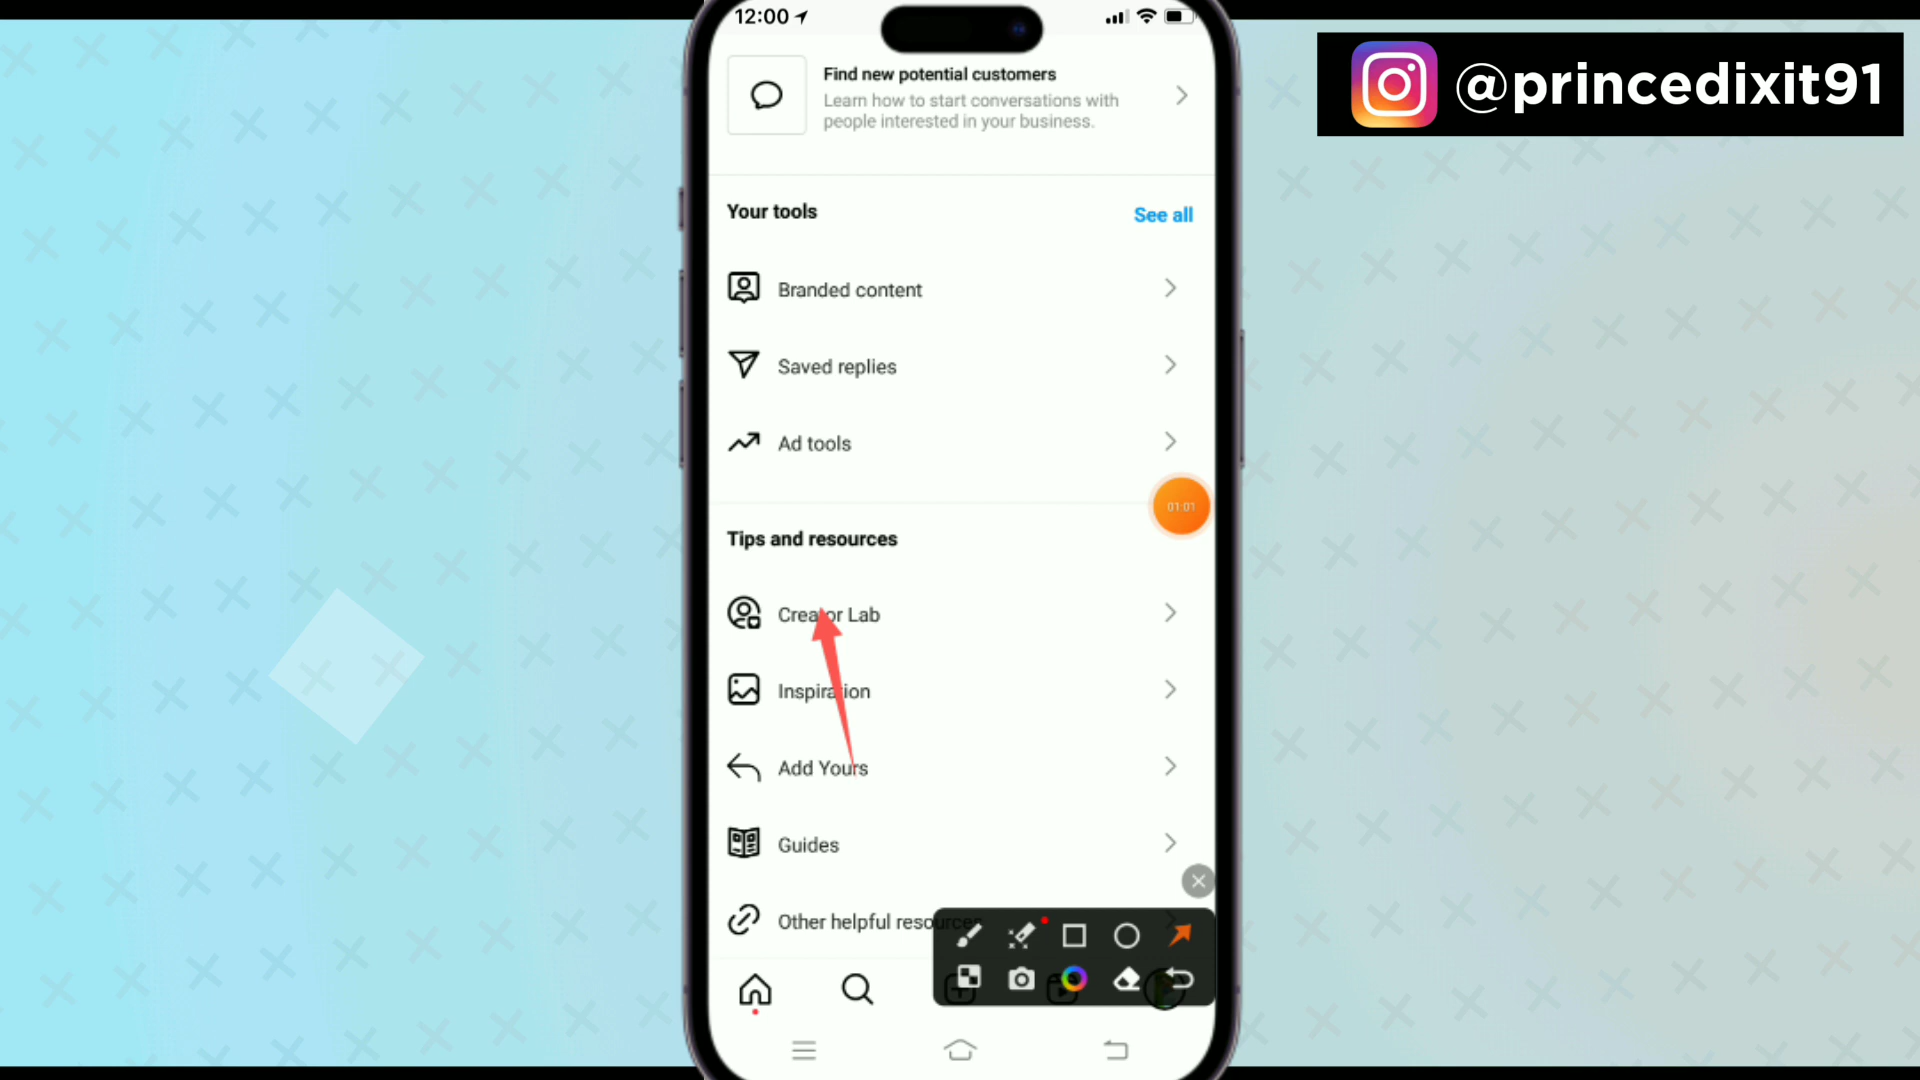 12:00
@princedixit91
Find new potential customers
Learn how to start conversations with
people interested in your business.
Your tools
See all
Branded content
Saved replies
Ad tools
01:01
Tips and resources
Creator Lab
Inspiration
Add Yours
Guides
Other helpful resources